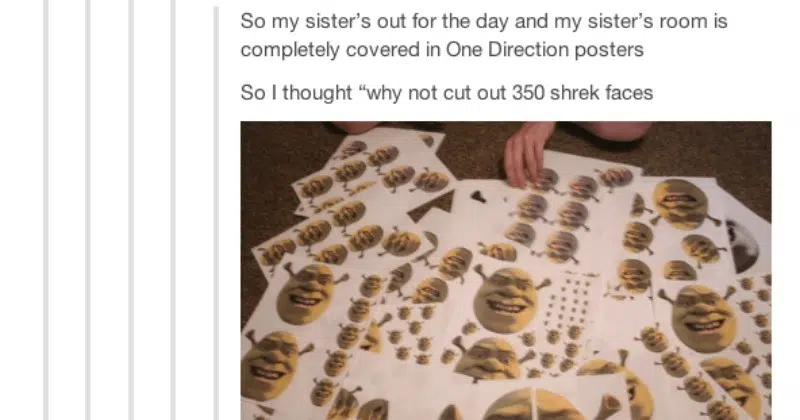 So my sister’s out for the day and my sister’s room is
completely covered in One Direction posters
So I thought “why not cut out 350 shrek faces